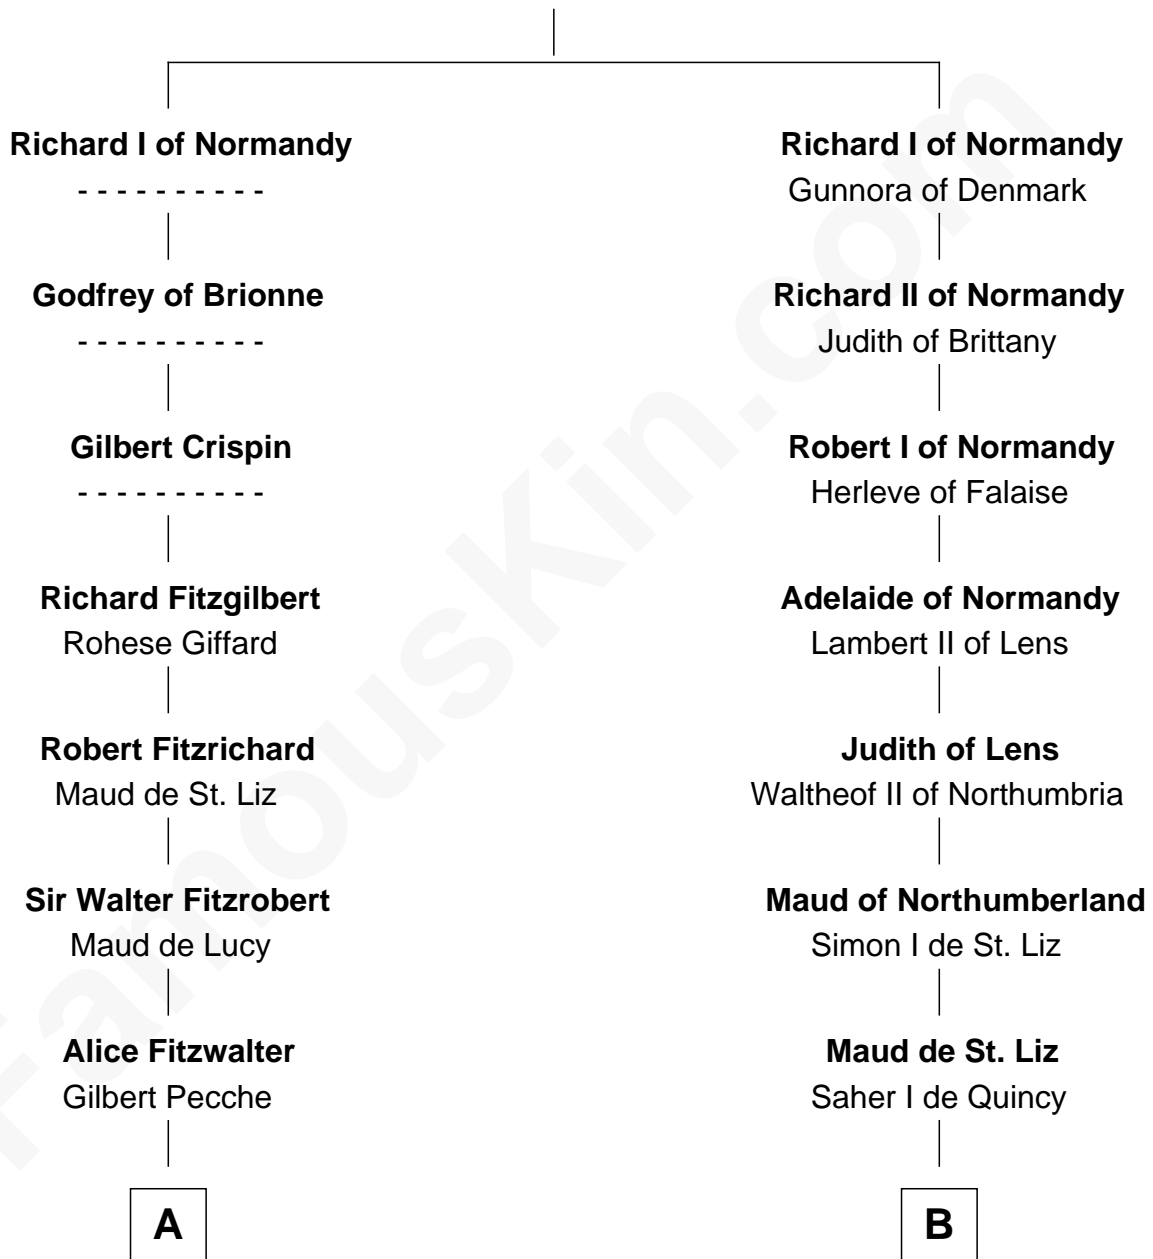 Richard I of Normandy
- - - - - - - - - -
Godfrey of Brionne
- - - - - - - - - -
Gilbert Crispin
- - - - - - - - - -
Richard Fitzgilbert
Rohese Giffard
Robert Fitzrichard
Maud de St. Liz
Sir Walter Fitzrobert
Maud de Lucy
Alice Fitzwalter
Gilbert Pecche
A
Richard I of Normandy
Gunnora of Denmark
Richard II of Normandy
Judith of Brittany
Robert I of Normandy
Herleve of Falaise
Adelaide of Normandy
Lambert II of Lens
Judith of Lens
Waltheof II of Northumbria
Maud of Northumberland
Simon I de St. Liz
Maud de St. Liz
Saher I de Quincy
B
FamousKin.com